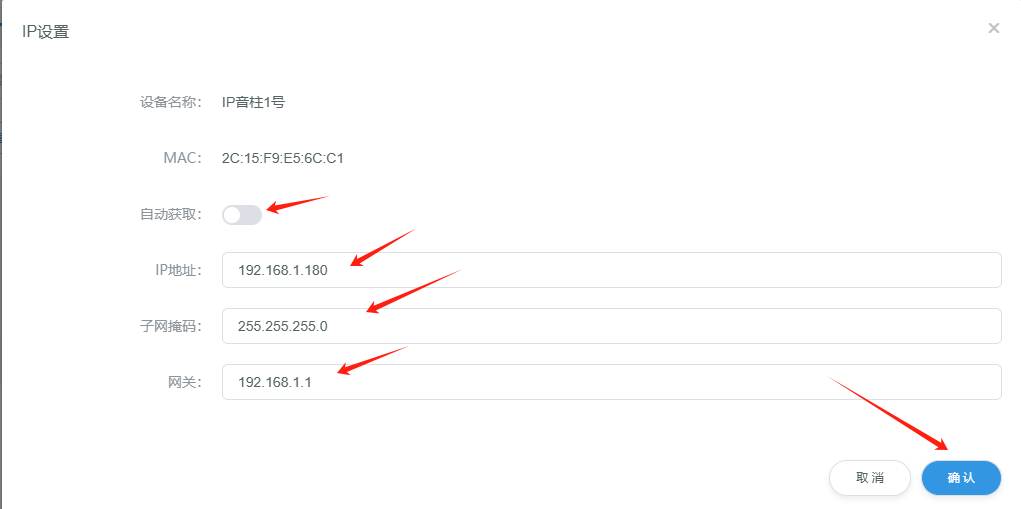 IP设置
设备名称： IP音柱1号
MAC： 2C:15:F9:E5:6C:C1
自动获取：
IP地址： 192.168.1.180
子网掩码： 255.255.255.0
网关： 192.168.1.1
取消 确认